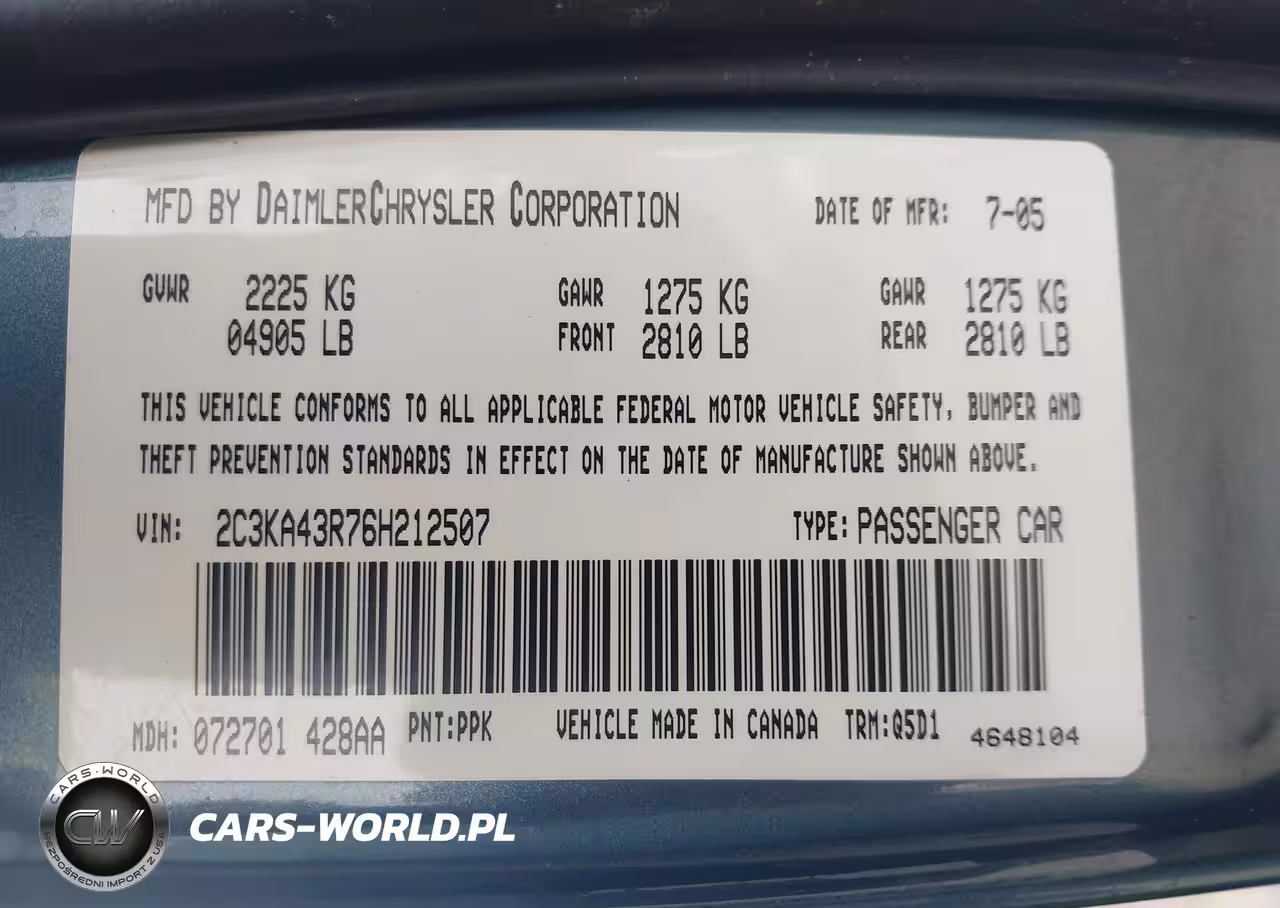 MFD BY DAIMLERCHRYSLER CORPORATION DATE OF MFR: 7-05
GVWR 2225 KG GAWR 1275 KG GAWR 1275 KG
04905 LB FRONT 2810 LB REAR 2810 LB
THIS VEHICLE CONFORMS TO ALL APPLICABLE FEDERAL MOTOR VEHICLE SAFETY, BUMPER AND
THEFT PREVENTION STANDARDS IN EFFECT ON THE DATE OF MANUFACTURE SHOWN ABOVE.
VIN: 2C3KA43R76H212507 TYPE: PASSENGER CAR
MDH: 072701 428AA PNT:PPK VEHICLE MADE IN CANADA TRM:Q5D1 4648104
CARS-WORLD
CW
BEZPOŚREDNI IMPORT Z USA
CARS-WORLD.PL